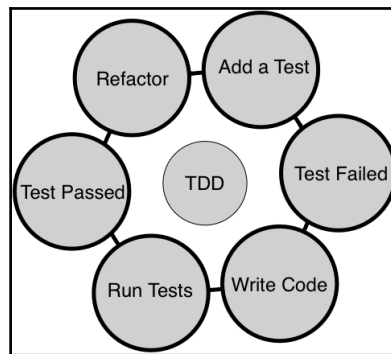 Refactor
Add a Test
Test Passed
TDD
Test Failed
Run Tests
Write Code